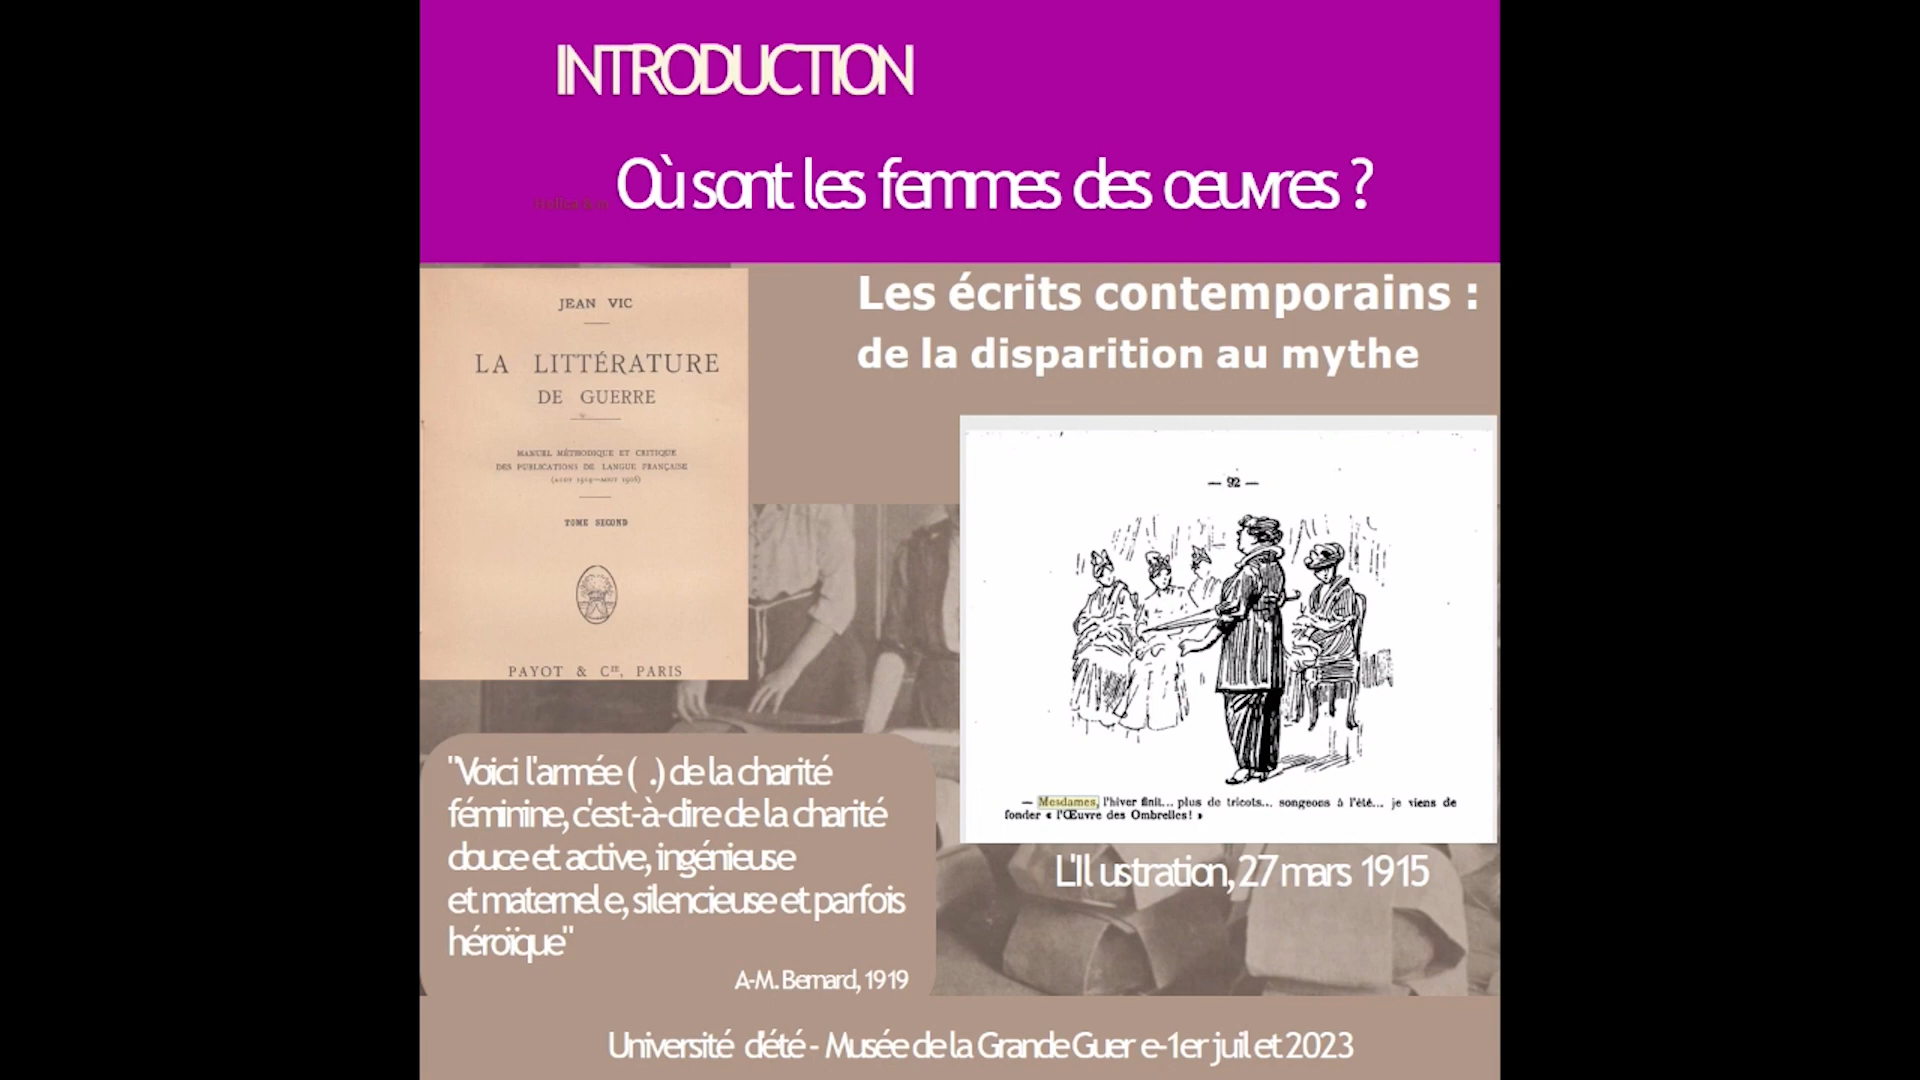 INTRODUCTION
Où sont les femmes des œuvres ?
Les écrits contemporains :
de la disparition au mythe
JEAN VIC
LA LITTÉRATURE
DE GUERRE
MANUEL MÉTHODIQUE ET CRITIQUE
DES PUBLICATIONS DE LANGUE FRANÇAISE
TOME SECOND
PAYOT & Cie, PARIS
— 92 —
— Mesdames, l'hiver finit... plus de tricots... songeons à l'été... je viens de
fonder « l'Œuvre des Ombrelles! »
L'Il ustration, 27 mars 1915
"Voici l'armée ( .) de la charité
féminine, c'est-à-dire de la charité
douce et active, ingénieuse
et maternel e, silencieuse et parfois
héroïque"
A-M. Bernard, 1919
Université d'été - Musée de la Grande Guer e-1er juil et 2023